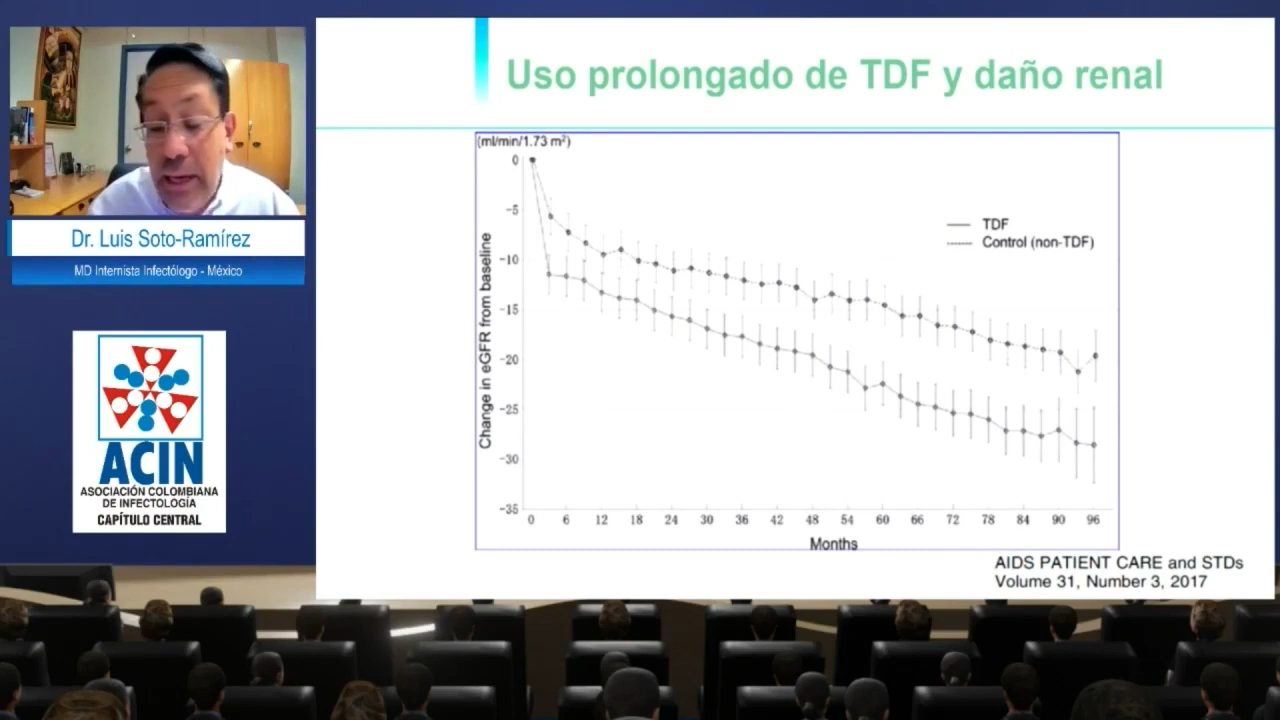 Dr. Luis Soto-Ramírez
MD Internista Infectólogo - México
ACIN
ASOCIACIÓN COLOMBIANA
DE INFECTOLOGÍA
CAPÍTULO CENTRAL
Uso prolongado de TDF y daño renal
(ml/min/1.73 m²)
Change in eGFR from baseline
0
−5
−10
−15
−20
−25
−30
−35
TDF
Control (non-TDF)
0 6 12 18 24 30 36 42 48 54 60 66 72 78 84 90 96
Months
AIDS PATIENT CARE and STDs
Volume 31, Number 3, 2017